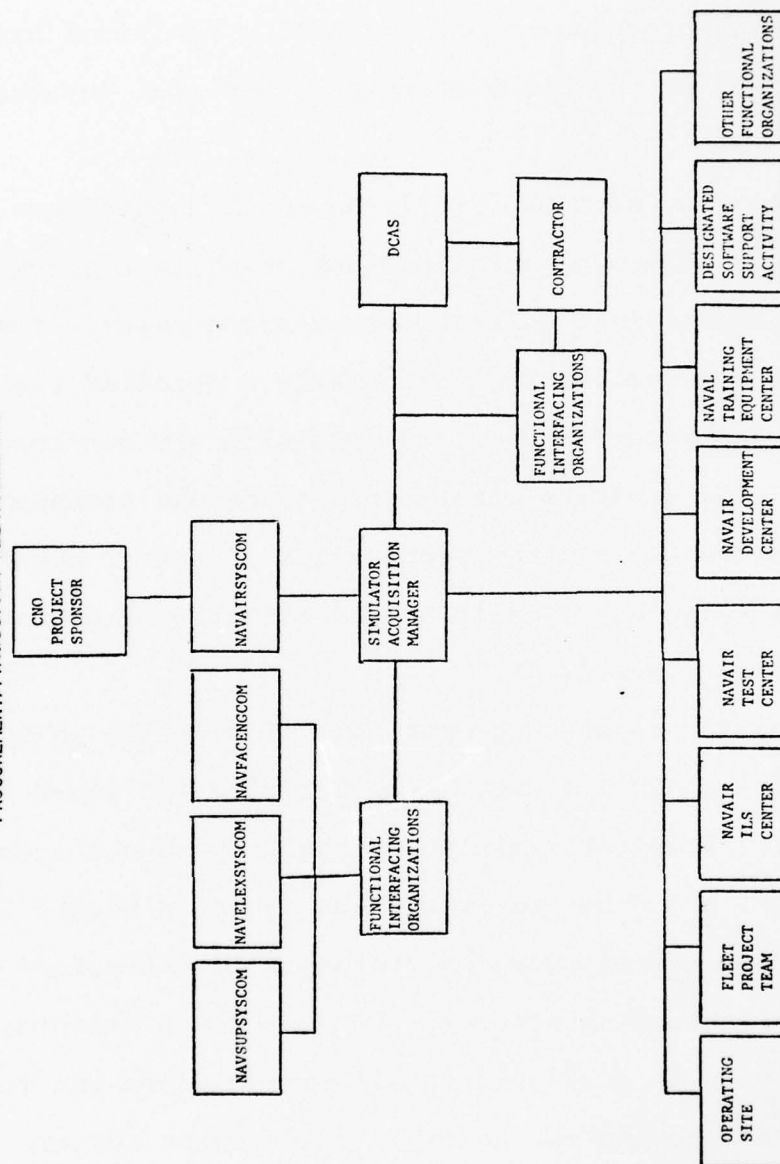 CNO
PROJECT
SPONSOR
NAVSUPSYSCOM
NAVELEXSYSCOM
NAVFACENGCOM
NAVAIRSYSCOM
FUNCTIONAL
INTERFACING
ORGANIZATIONS
SIMULATOR
ACQUISITION
MANAGER
DCAS
FUNCTIONAL
INTERFACING
ORGANIZATIONS
CONTRACTOR
OPERATING
SITE
FLEET
PROJECT
TEAM
NAVAIR
ILS
CENTER
NAVAIR
TEST
CENTER
NAVAIR
DEVELOPMENT
CENTER
NAVAL
TRAINING
EQUIPMENT
CENTER
DESIGNATED
SOFTWARE
SUPPORT
ACTIVITY
OTHER
FUNCTIONAL
ORGANIZATIONS